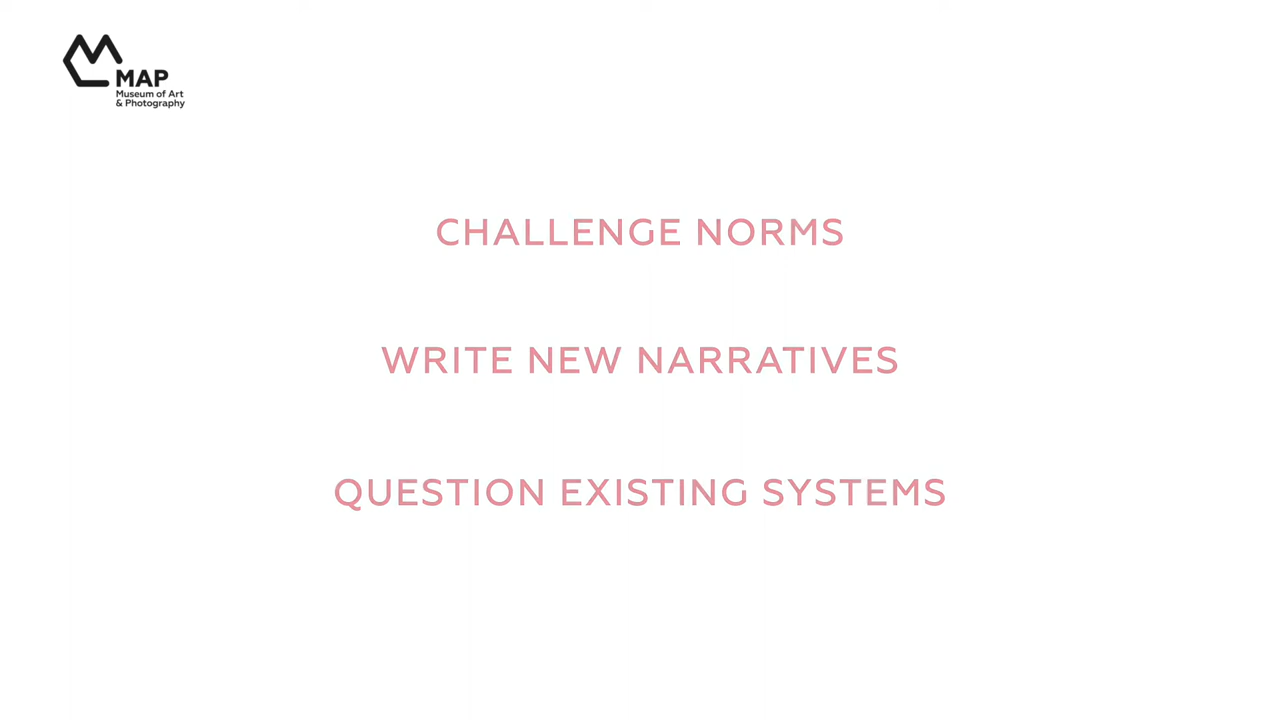 MAP
Museum of Art
& Photography
CHALLENGE NORMS
WRITE NEW NARRATIVES
QUESTION EXISTING SYSTEMS